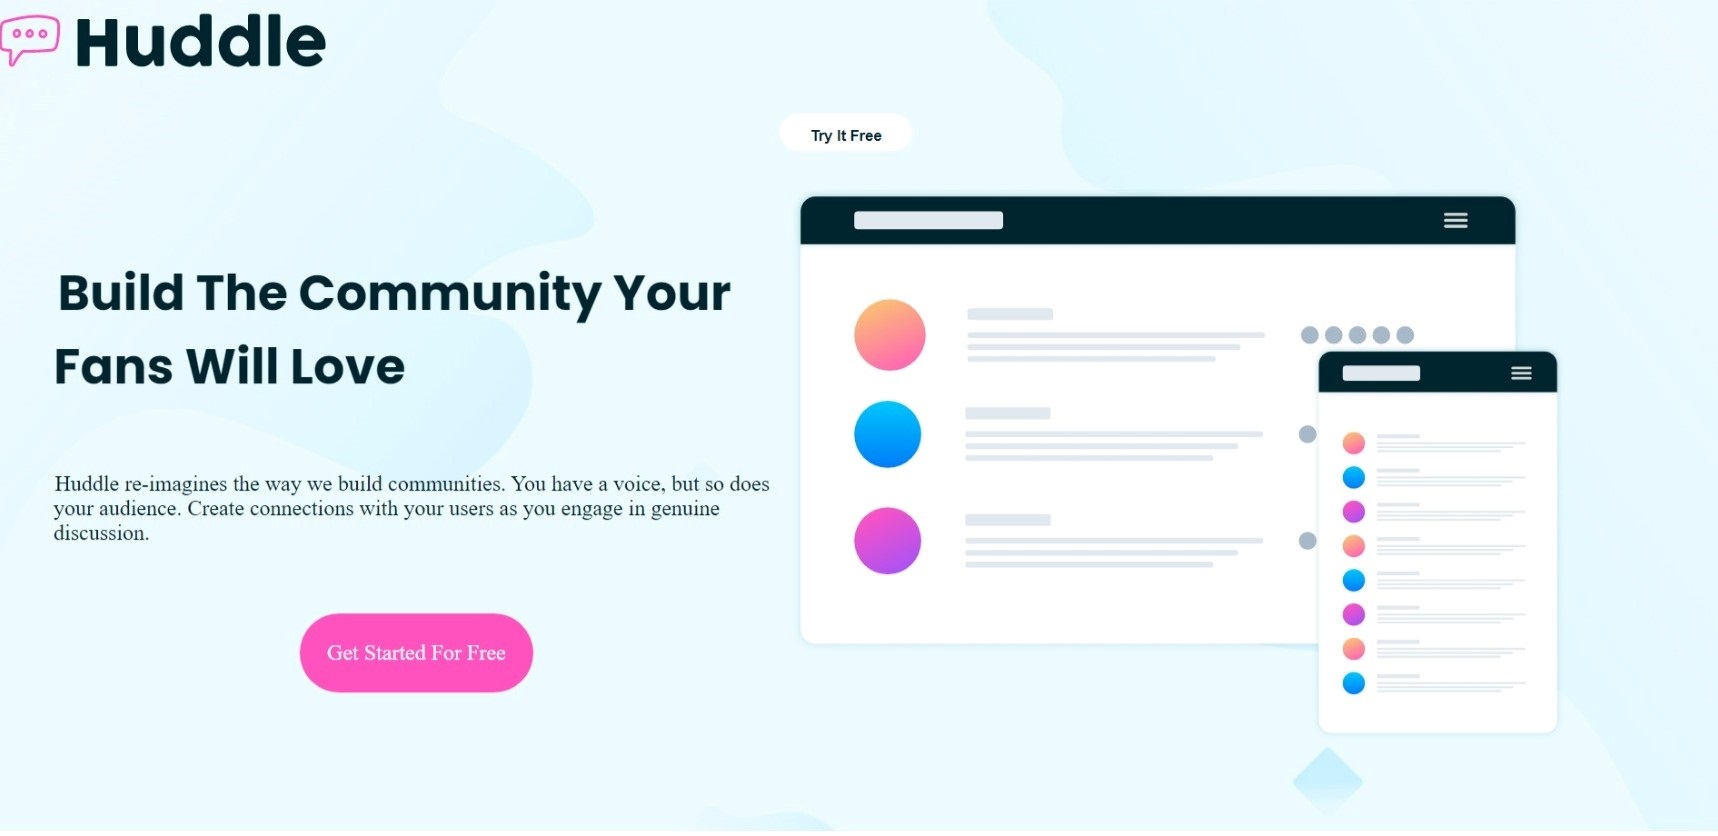 Huddle
Try It Free
Build The Community Your
Fans Will Love
Huddle re-imagines the way we build communities. You have a voice, but so does
your audience. Create connections with your users as you engage in genuine
discussion.
Get Started For Free